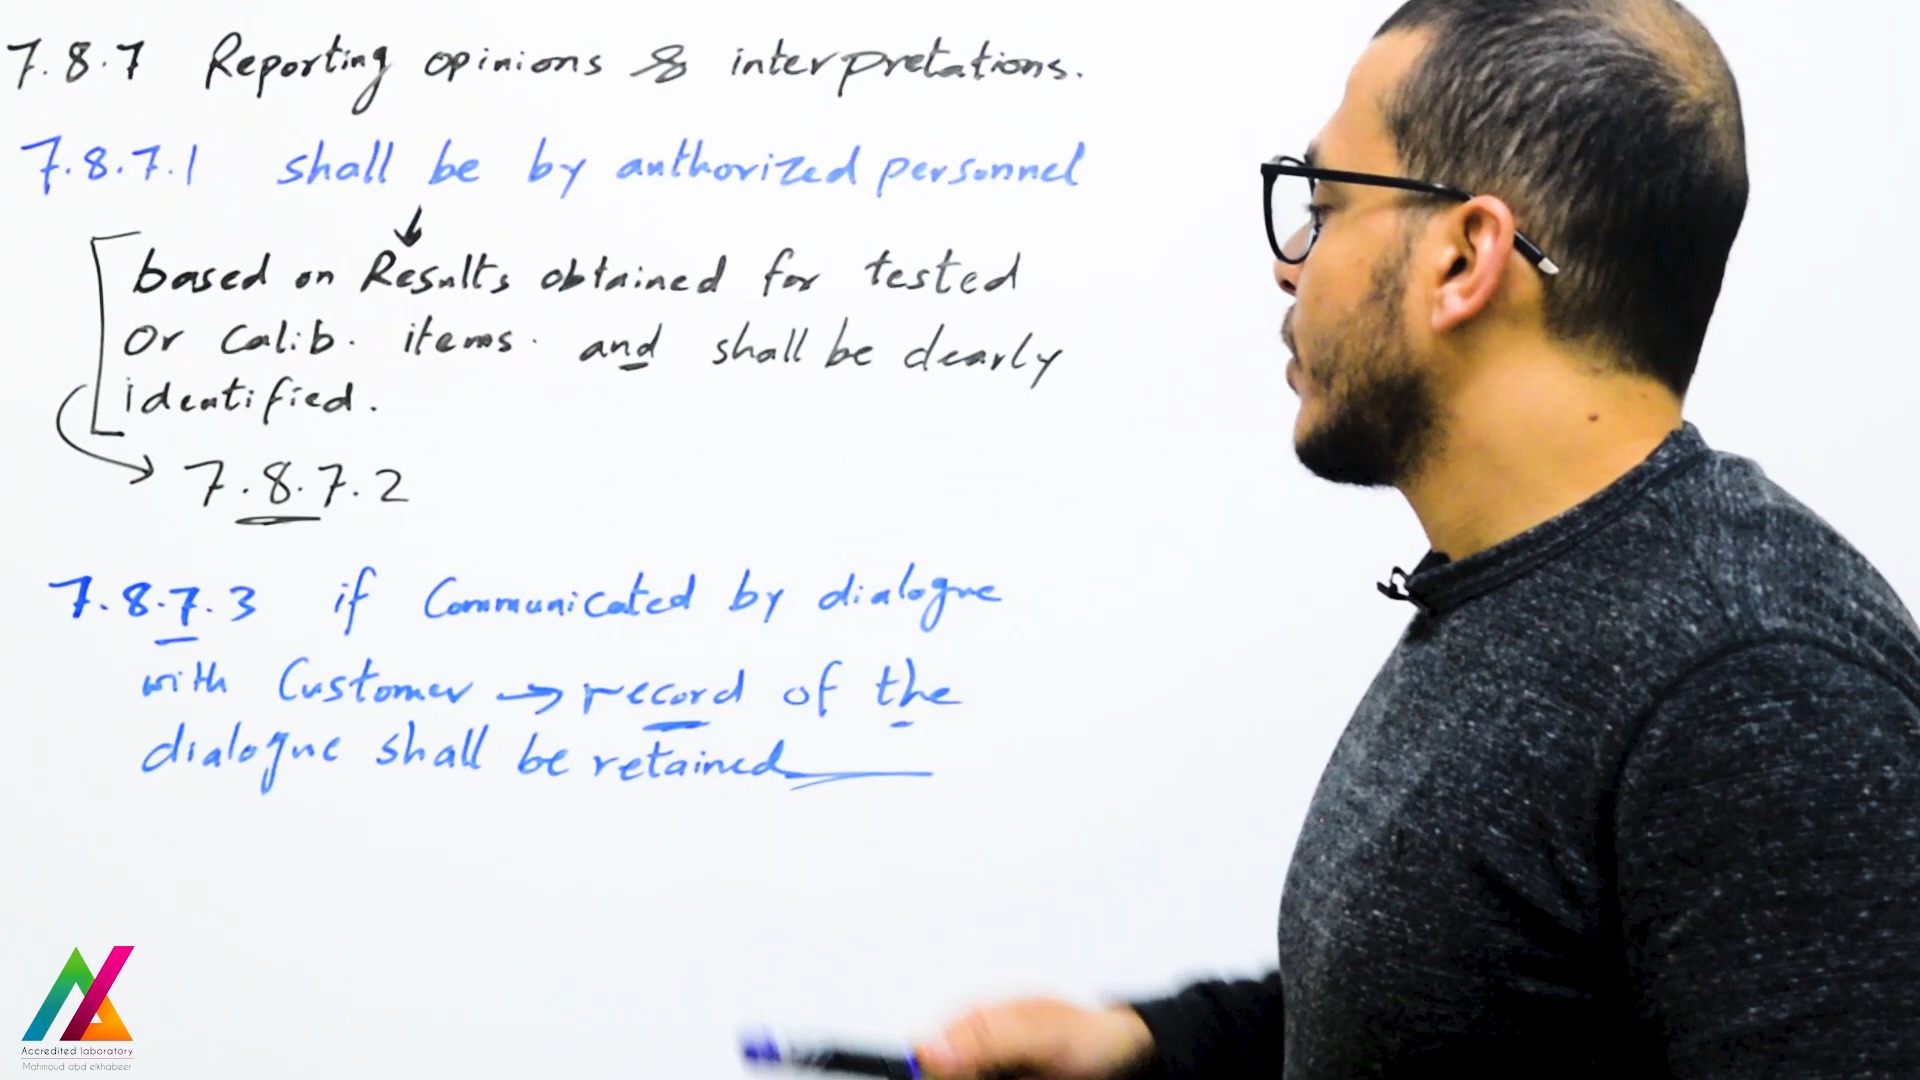 7.8.7 Reporting opinions & interpretations.
7.8.7.1 shall be by authorized personnel
based on Results obtained for tested
Or Calib. items. and shall be clearly
identified.
7.8.7.2
7.8.7.3 if Communicated by dialogue
with Customer → record of the
dialogue shall be retained
Accredited laboratory
Mahmoud abd elkhabeer